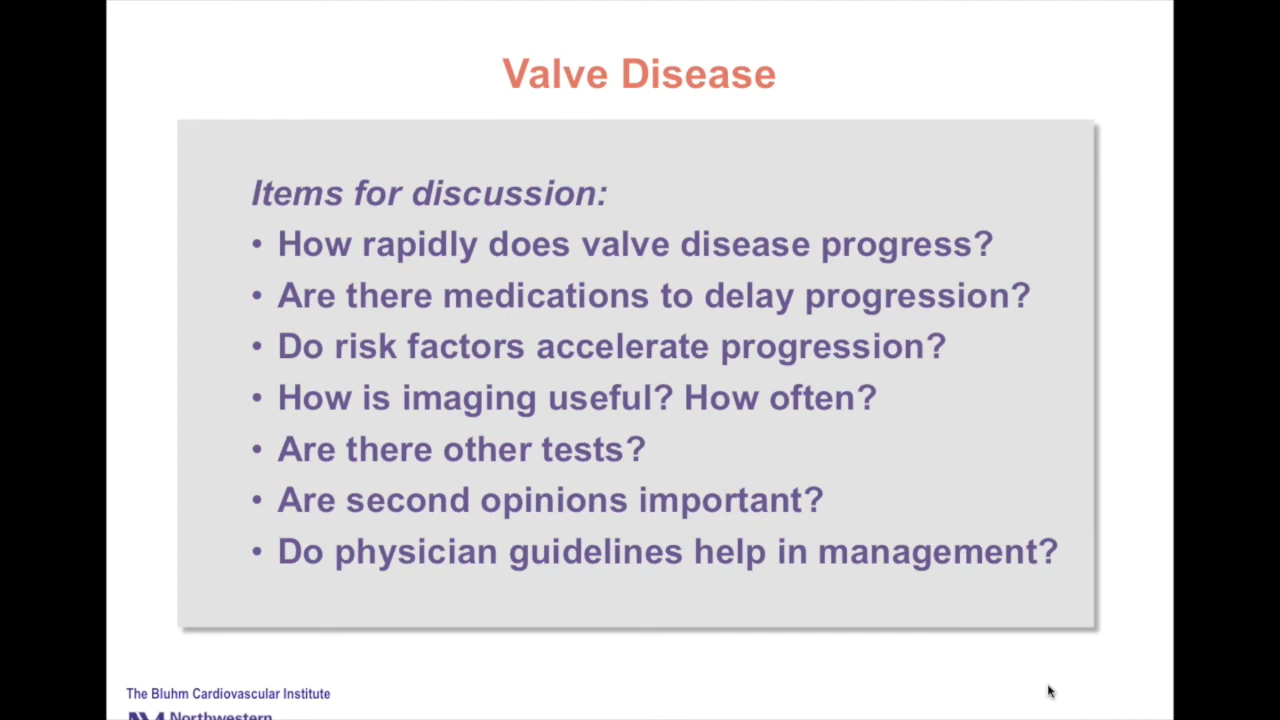 Valve Disease
Items for discussion:
• How rapidly does valve disease progress?
• Are there medications to delay progression?
• Do risk factors accelerate progression?
• How is imaging useful? How often?
• Are there other tests?
• Are second opinions important?
• Do physician guidelines help in management?
The Bluhm Cardiovascular Institute
Northwestern